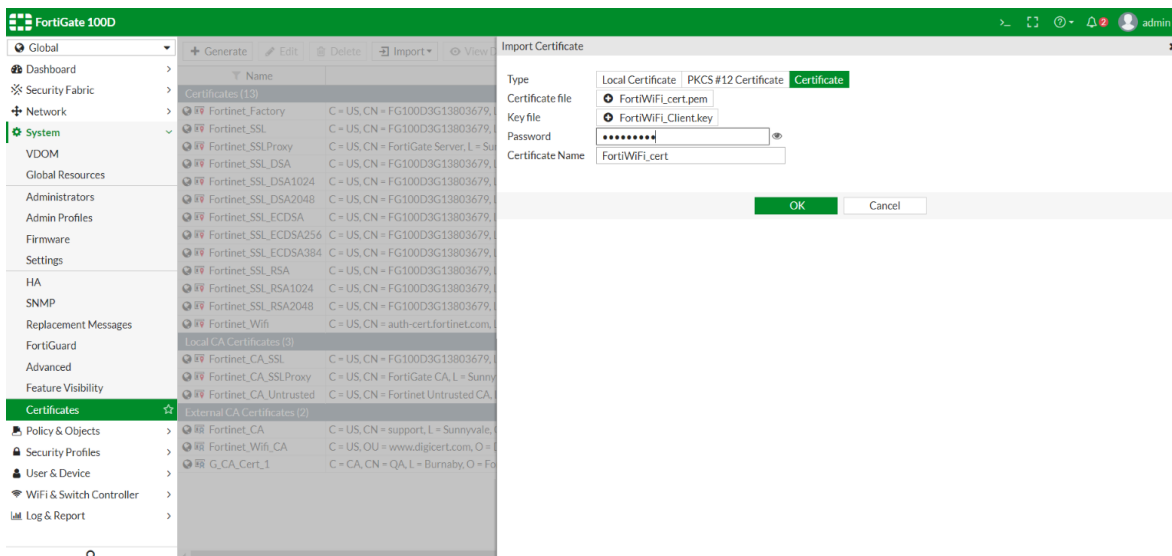 FortiGate 100D
>_
2
admin
Global
Dashboard
Security Fabric
Network
System
VDOM
Global Resources
Administrators
Admin Profiles
Firmware
Settings
HA
SNMP
Replacement Messages
FortiGuard
Advanced
Feature Visibility
Certificates
Policy & Objects
Security Profiles
User & Device
WiFi & Switch Controller
Log & Report
+ Generate Edit Delete Import View D
Name
Certificates (13)
Fortinet_Factory C = US, CN = FG100D3G13803679, L
Fortinet_SSL C = US, CN = FG100D3G13803679, L
Fortinet_SSLProxy C = US, CN = FortiGate Server, L = Sun
Fortinet_SSL_DSA C = US, CN = FG100D3G13803679, L
Fortinet_SSL_DSA1024 C = US, CN = FG100D3G13803679, L
Fortinet_SSL_DSA2048 C = US, CN = FG100D3G13803679, L
Fortinet_SSL_ECDSA C = US, CN = FG100D3G13803679, L
Fortinet_SSL_ECDSA256 C = US, CN = FG100D3G13803679, L
Fortinet_SSL_ECDSA384 C = US, CN = FG100D3G13803679, L
Fortinet_SSL_RSA C = US, CN = FG100D3G13803679, L
Fortinet_SSL_RSA1024 C = US, CN = FG100D3G13803679, L
Fortinet_SSL_RSA2048 C = US, CN = FG100D3G13803679, L
Fortinet_Wifi C = US, CN = auth-cert.fortinet.com, L
Local CA Certificates (3)
Fortinet_CA_SSL C = US, CN = FG100D3G13803679, L
Fortinet_CA_SSLProxy C = US, CN = FortiGate CA, L = Sunny
Fortinet_CA_Untrusted C = US, CN = Fortinet Untrusted CA, L
External CA Certificates (2)
Fortinet_CA C = US, CN = support, L = Sunnyvale,
Fortinet_Wifi_CA C = US, OU = www.digicert.com, O =
G_CA_Cert_1 C = CA, CN = QA, L = Burnaby, O = Fo
Import Certificate
Type Local Certificate PKCS #12 Certificate Certificate
Certificate file FortiWiFi_cert.pem
Key file FortiWiFi_Client.key
Password •••••••••
Certificate Name FortiWiFi_cert
OK Cancel